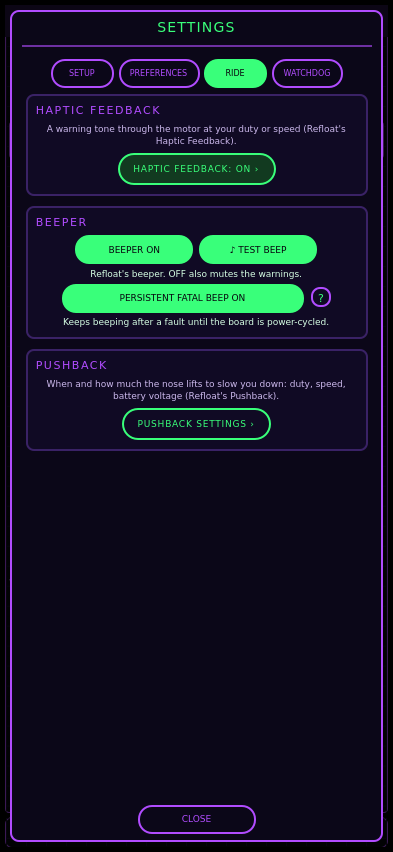 SETTINGS
SETUP
PREFERENCES
RIDE
WATCHDOG
HAPTIC FEEDBACK
A warning tone through the motor at your duty or speed (Refloat's
Haptic Feedback).
HAPTIC FEEDBACK: ON ›
BEEPER
BEEPER ON
♪ TEST BEEP
Refloat's beeper. OFF also mutes the warnings.
PERSISTENT FATAL BEEP ON
?
Keeps beeping after a fault until the board is power-cycled.
PUSHBACK
When and how much the nose lifts to slow you down: duty, speed,
battery voltage (Refloat's Pushback).
PUSHBACK SETTINGS ›
CLOSE